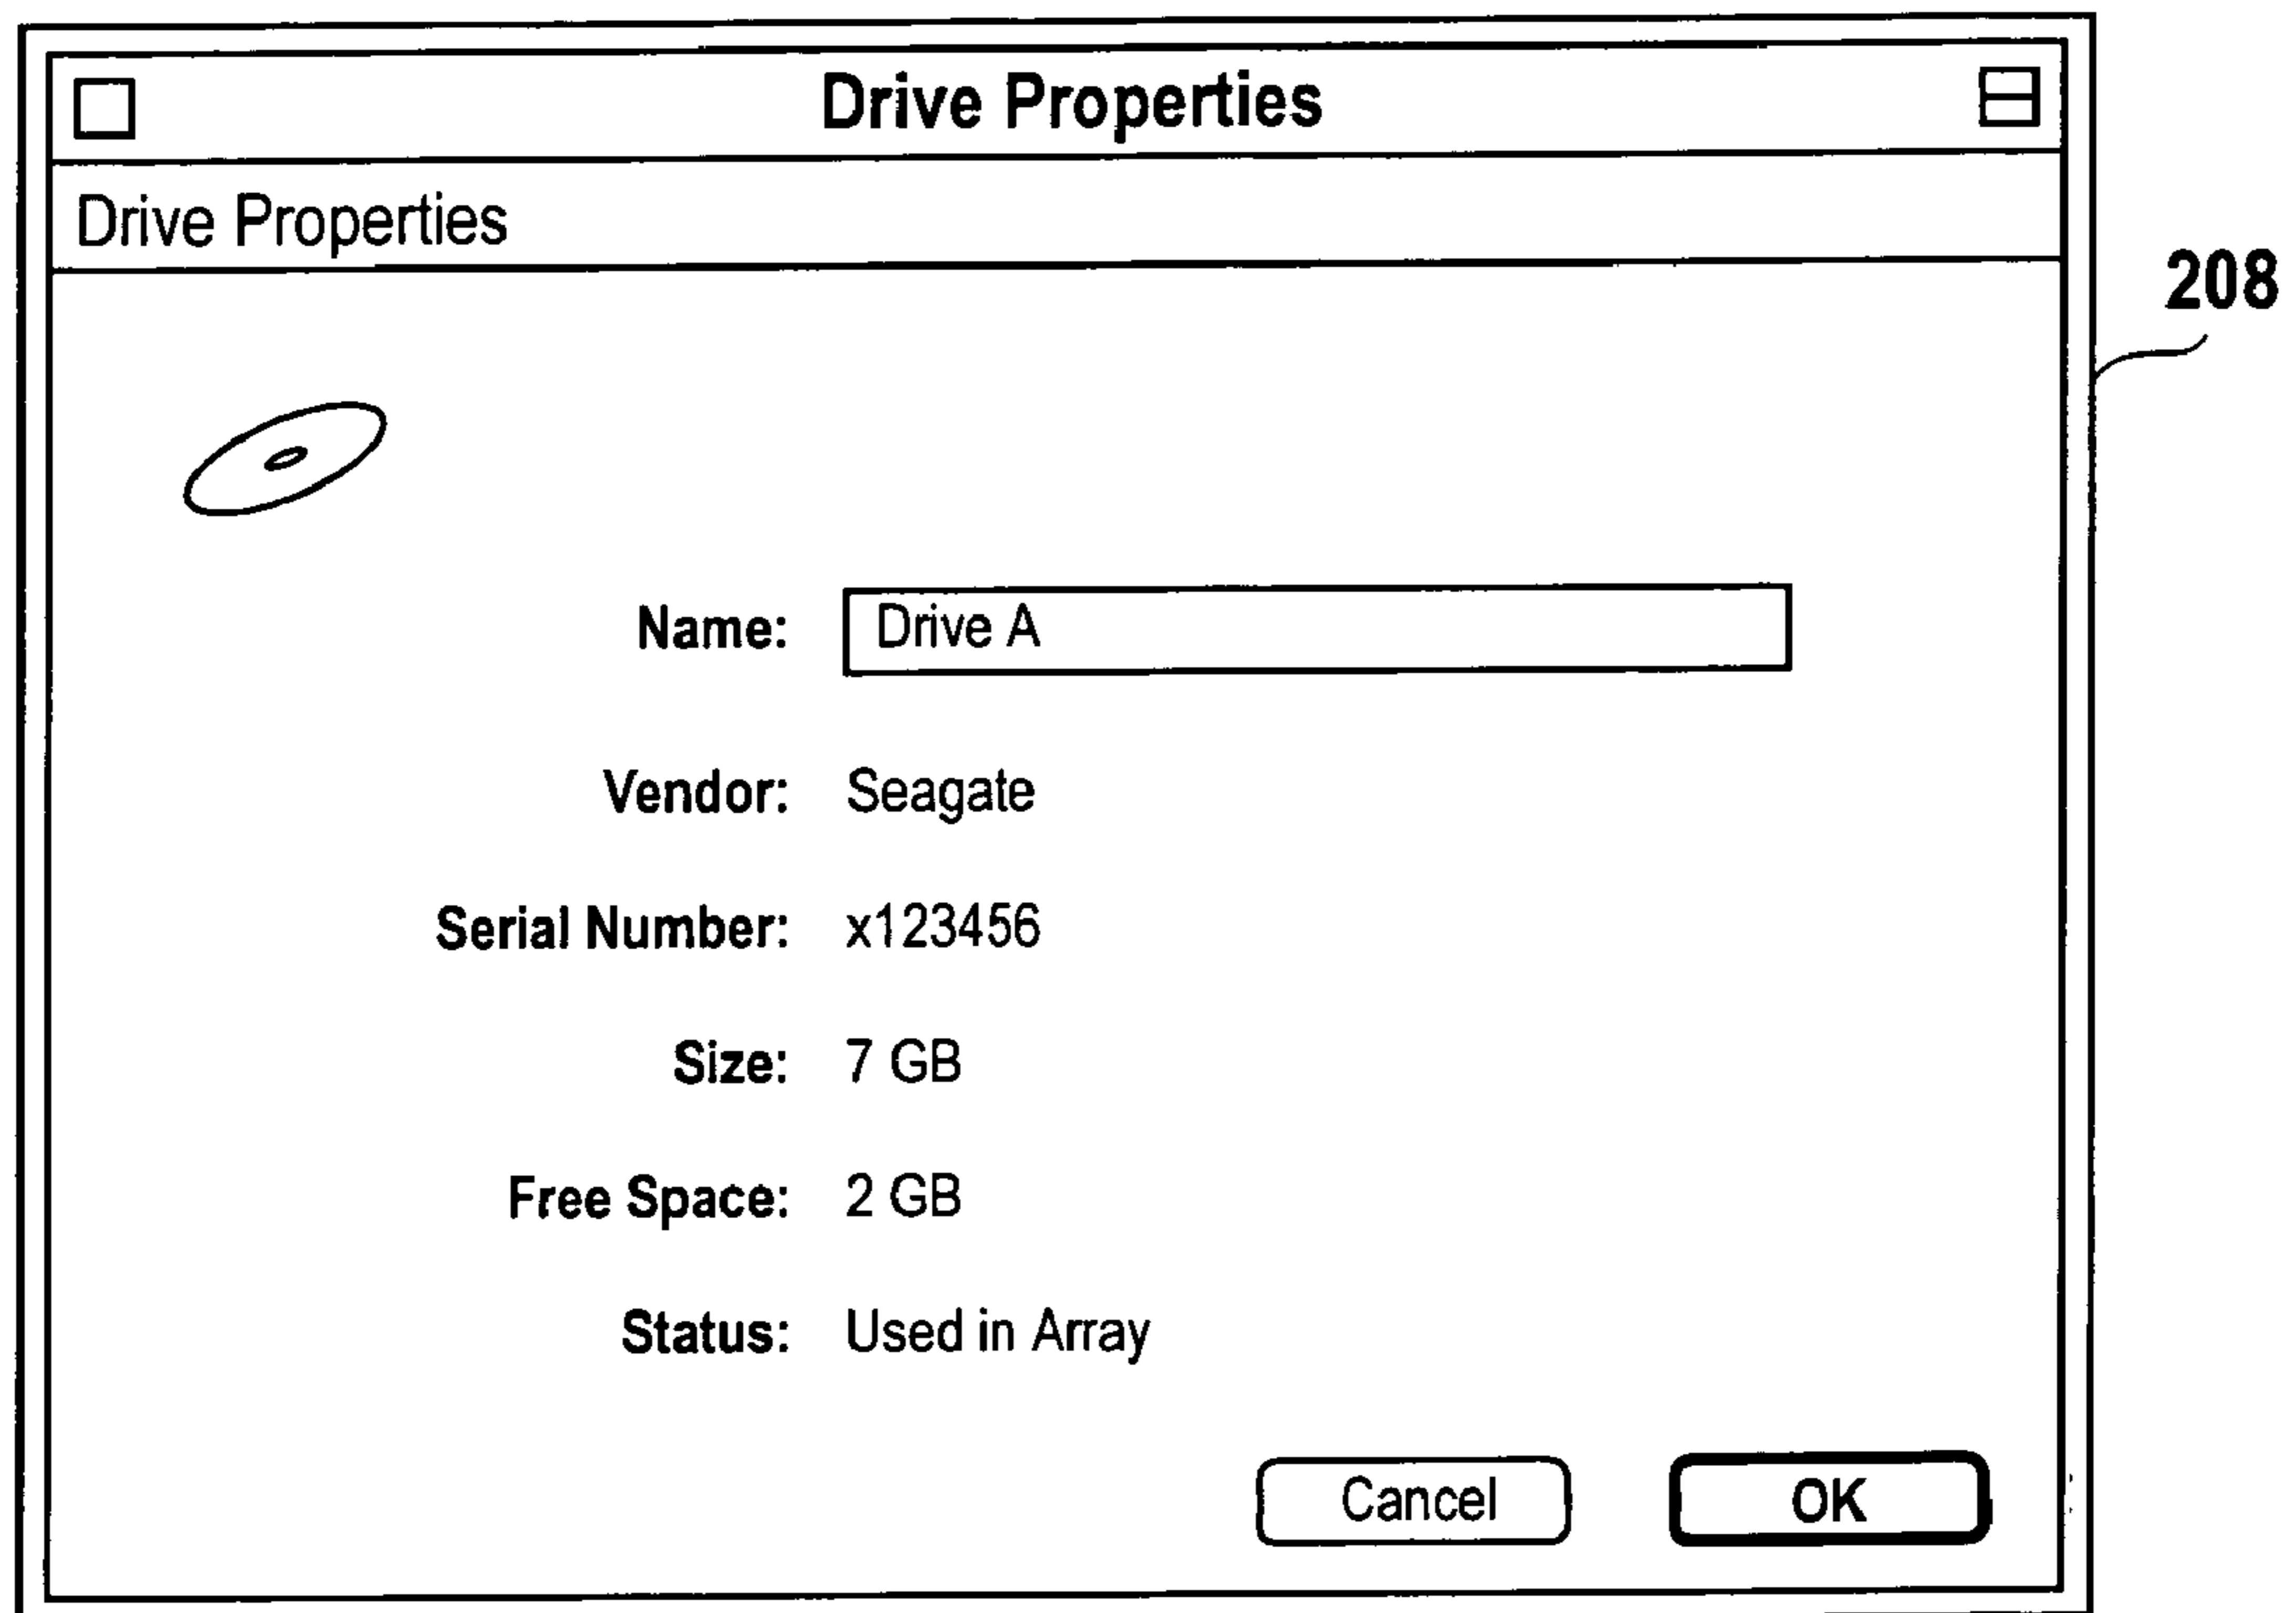 Drive Properties
Drive Properties
208
Name: Drive A
Vendor: Seagate
Serial Number: x123456
Size: 7 GB
Free Space: 2 GB
Status: Used in Array
Cancel OK